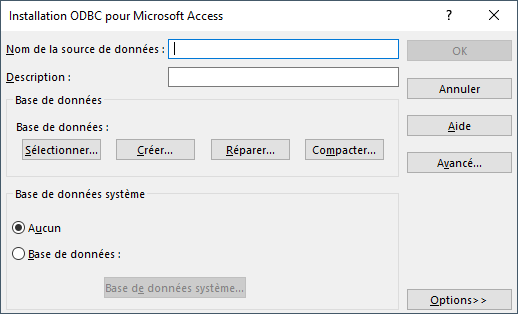 Installation ODBC pour Microsoft Access ?
Nom de la source de données :
OK
Description :
Annuler
Base de données
Base de données :
Aide
Sélectionner... Créer... Réparer... Compacter...
Avancé...
Base de données système
Aucun
Base de données :
Base de données système...
Options>>